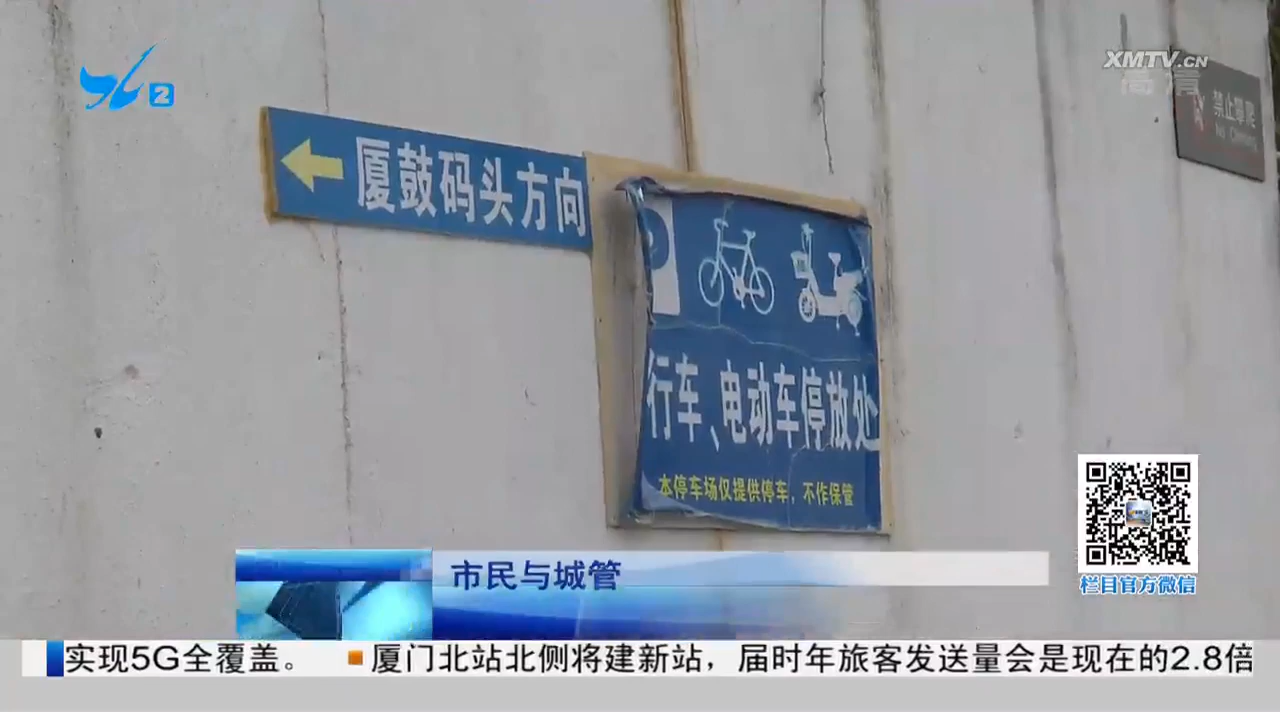 2
XMTV.CN
高清
禁止攀爬
厦鼓码头方向
行车、电动车停放处
本停车场仅提供停车，不作保管
栏目官方微信
市民与城管
实现5G全覆盖。 厦门北站北侧将建新站，届时年旅客发送量会是现在的2.8倍